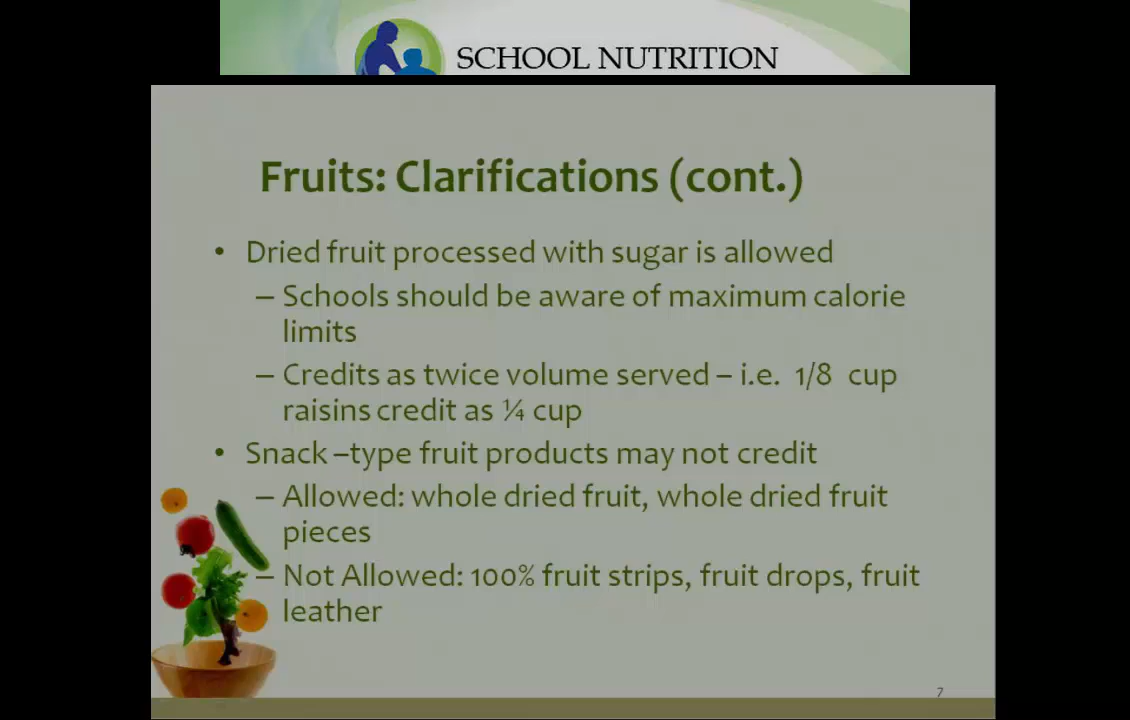 SCHOOL NUTRITION
Fruits: Clarifications (cont.)
• Dried fruit processed with sugar is allowed
– Schools should be aware of maximum calorie
limits
– Credits as twice volume served – i.e. 1/8 cup
raisins credit as ¼ cup
• Snack –type fruit products may not credit
– Allowed: whole dried fruit, whole dried fruit
pieces
– Not Allowed: 100% fruit strips, fruit drops, fruit
leather
7